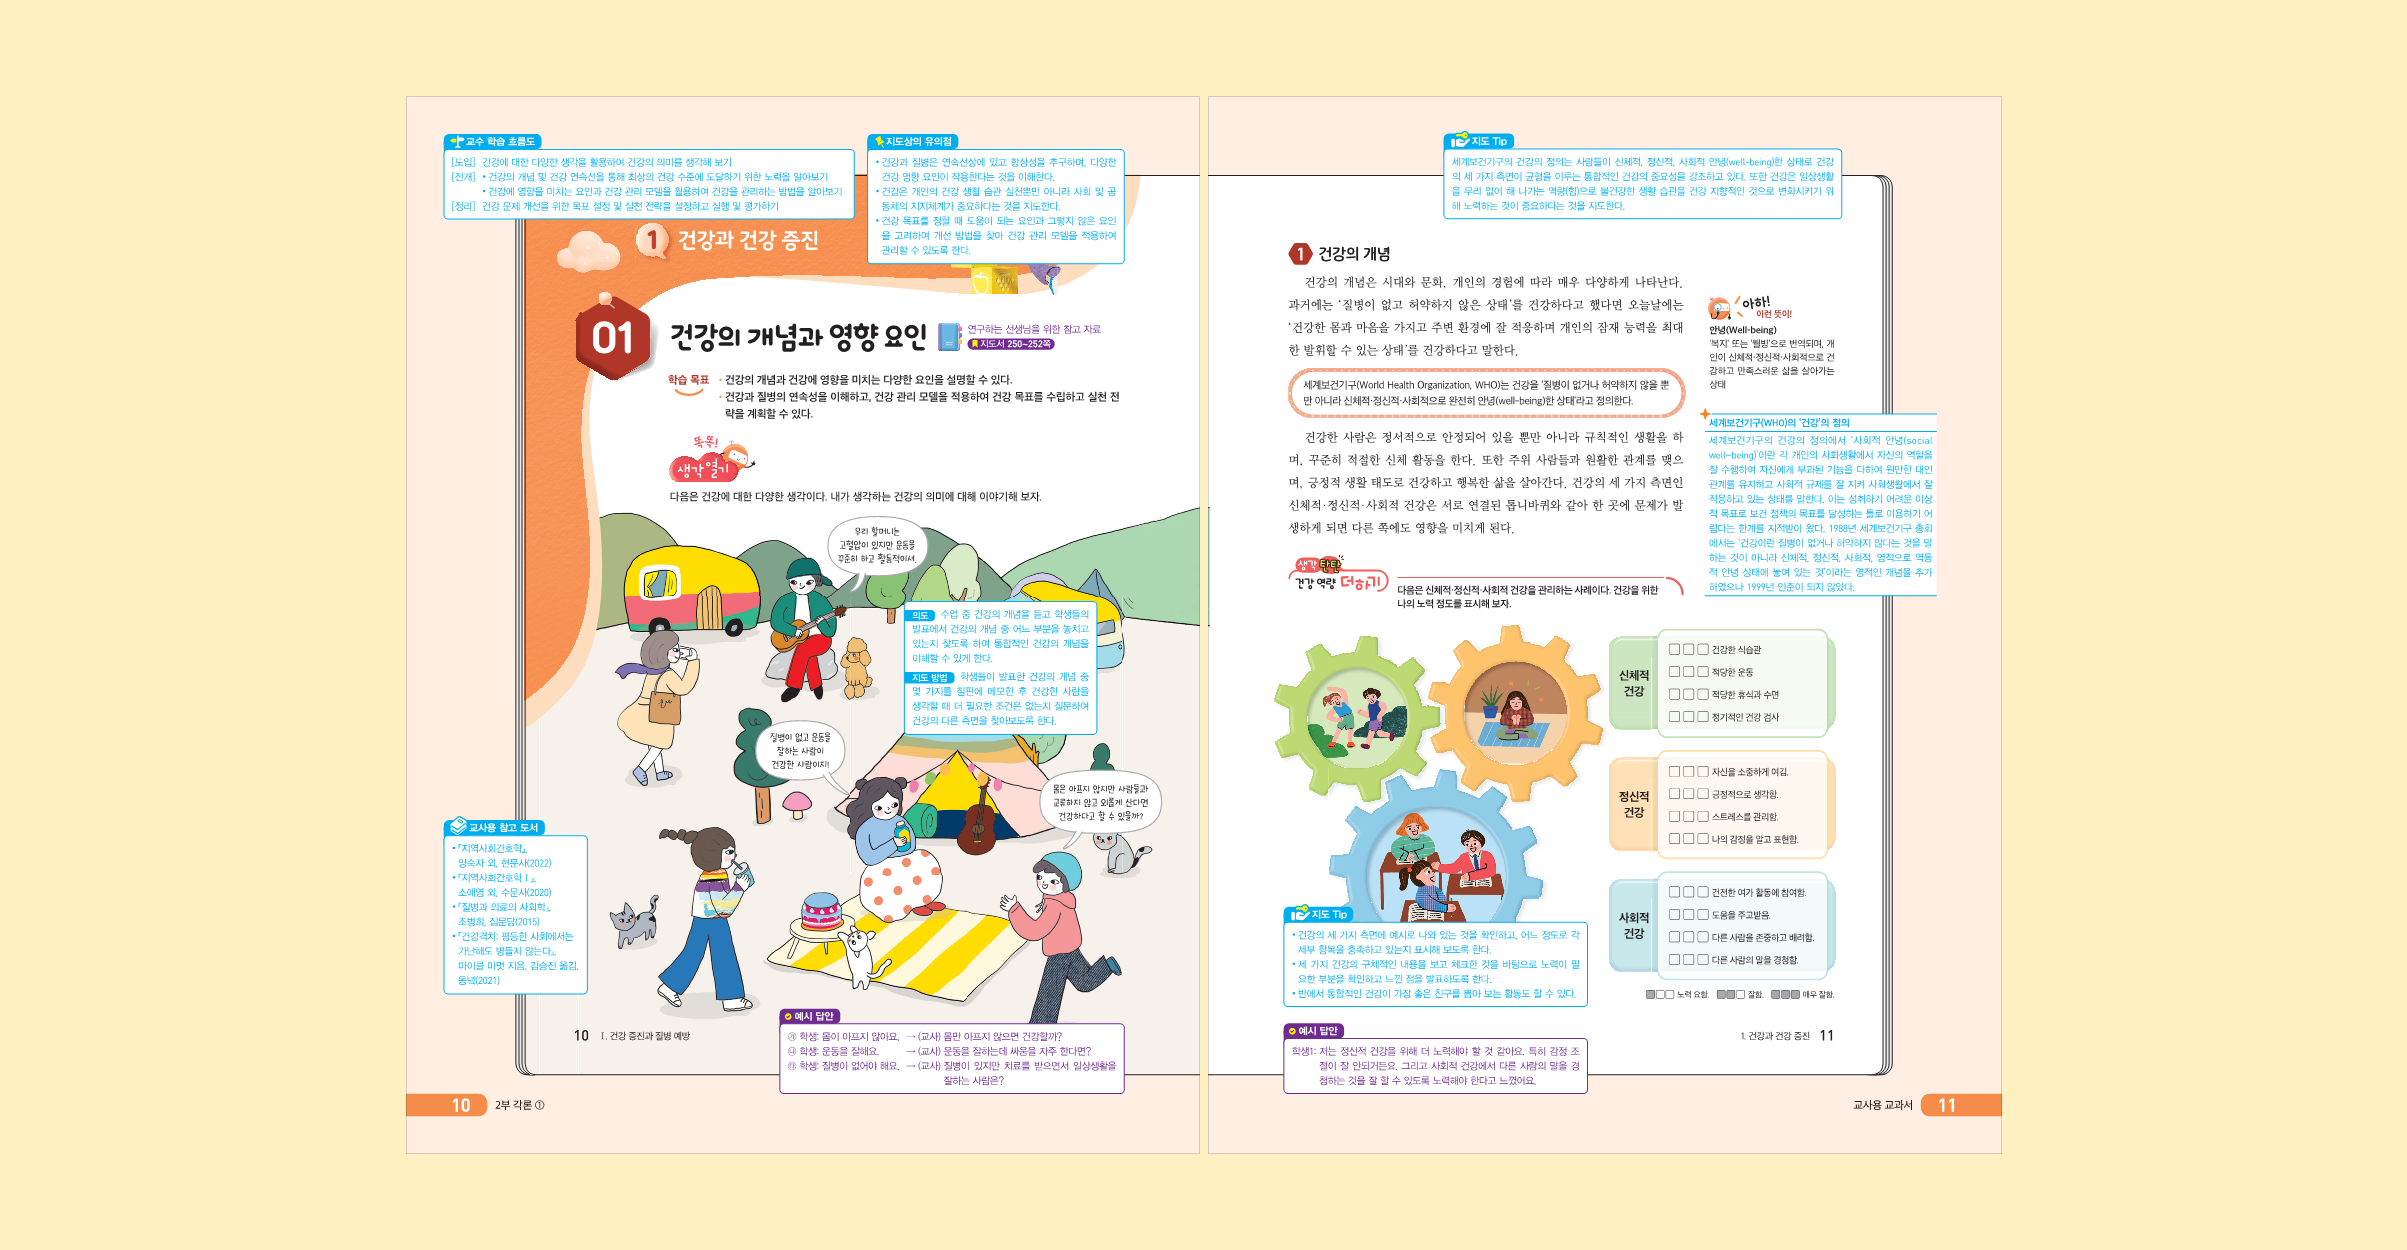 교수 학습 흐름도
[도입] 건강에 대한 다양한 생각을 활용하여 건강의 의미를 생각해 보기
[전개] • 건강의 개념 및 건강 연속선을 통해 최상의 건강 수준에 도달하기 위한 노력을 알아보기
• 건강에 영향을 미치는 요인과 건강 관리 모델을 활용하여 건강을 관리하는 방법을 알아보기
[정리] 건강 문제 개선을 위한 목표 설정 및 실천 전략을 설정하고 실행 및 평가하기
지도상의 유의점
• 건강과 질병은 연속선상에 있고 항상성을 추구하며, 다양한
건강 영향 요인이 작용한다는 것을 이해한다.
• 건강은 개인의 건강 생활 습관 실천뿐만 아니라 사회 및 공
동체의 지지체계가 중요하다는 것을 지도한다.
• 건강 목표를 정할 때 도움이 되는 요인과 그렇지 않은 요인
을 고려하여 개선 방법을 찾아 건강 관리 모델을 적용하여
관리할 수 있도록 한다.
1 건강과 건강 증진
01 건강의 개념과 영향 요인
연구하는 선생님을 위한 참고 자료
지도서 250~252쪽
학습 목표 · 건강의 개념과 건강에 영향을 미치는 다양한 요인을 설명할 수 있다.
· 건강과 질병의 연속성을 이해하고, 건강 관리 모델을 적용하여 건강 목표를 수립하고 실천 전
략을 계획할 수 있다.
똑똑!
생각 열기
다음은 건강에 대한 다양한 생각이다. 내가 생각하는 건강의 의미에 대해 이야기해 보자.
우리 할머니는
고혈압이 있지만 운동을
꾸준히 하고 활동적이셔.
의도 수업 중 건강의 개념을 듣고 학생들의
발표에서 건강의 개념 중 어느 부분을 놓치고
있는지 찾도록 하여 통합적인 건강의 개념을
이해할 수 있게 한다.
지도 방법 학생들이 발표한 건강의 개념 중
몇 가지를 칠판에 메모한 후 건강한 사람을
생각할 때 더 필요한 조건은 없는지 질문하여
건강의 다른 측면을 찾아보도록 한다.
질병이 없고 운동을
잘하는 사람이
건강한 사람이지!
몸은 아프지 않지만 사람들과
교류하지 않고 외롭게 산다면
건강하다고 할 수 있을까?
교사용 참고 도서
• 『지역사회간호학』,
양숙자 외, 현문사(2022)
• 『지역사회간호학 Ⅰ』,
소애영 외, 수문사(2020)
• 『질병과 의료의 사회학』,
조병희, 집문당(2015)
• 『건강격차: 평등한 사회에서는
가난해도 병들지 않는다』,
마이클 마멋 지음, 김승진 옮김,
동녘(2021)
예시 답안
㉮ 학생: 몸이 아프지 않아요. → (교사) 몸만 아프지 않으면 건강할까?
㉯ 학생: 운동을 잘해요. → (교사) 운동을 잘하는데 싸움을 자주 한다면?
㉰ 학생: 질병이 없어야 해요. → (교사) 질병이 있지만 치료를 받으면서 일상생활을
잘하는 사람은?
10 Ⅰ. 건강 증진과 질병 예방
10 2부 각론 ①
지도 Tip
세계보건기구의 건강의 정의는 사람들이 신체적, 정신적, 사회적 안녕(well-being)한 상태로 건강
의 세 가지 측면이 균형을 이루는 통합적인 건강의 중요성을 강조하고 있다. 또한 건강은 일상생활
을 무리 없이 해 나가는 역량(힘)으로 불건강한 생활 습관을 건강 지향적인 것으로 변화시키기 위
해 노력하는 것이 중요하다는 것을 지도한다.
1 건강의 개념
건강의 개념은 시대와 문화, 개인의 경험에 따라 매우 다양하게 나타난다.
과거에는 ‘질병이 없고 허약하지 않은 상태’를 건강하다고 했다면 오늘날에는
‘건강한 몸과 마음을 가지고 주변 환경에 잘 적응하며 개인의 잠재 능력을 최대
한 발휘할 수 있는 상태’를 건강하다고 말한다.
세계보건기구(World Health Organization, WHO)는 건강을 ‘질병이 없거나 허약하지 않을 뿐
만 아니라 신체적·정신적·사회적으로 완전히 안녕(well-being)한 상태’라고 정의한다.
건강한 사람은 정서적으로 안정되어 있을 뿐만 아니라 규칙적인 생활을 하
며, 꾸준히 적절한 신체 활동을 한다. 또한 주위 사람들과 원활한 관계를 맺으
며, 긍정적 생활 태도로 건강하고 행복한 삶을 살아간다. 건강의 세 가지 측면인
신체적·정신적·사회적 건강은 서로 연결된 톱니바퀴와 같아 한 곳에 문제가 발
생하게 되면 다른 쪽에도 영향을 미치게 된다.
아하!
이런 뜻이!
안녕(Well-being)
‘복지’ 또는 ‘웰빙’으로 번역되며, 개
인이 신체적·정신적·사회적으로 건
강하고 만족스러운 삶을 살아가는
상태
세계보건기구(WHO)의 ‘건강’의 정의
세계보건기구의 건강의 정의에서 ‘사회적 안녕(social
well-being)’이란 각 개인의 사회생활에서 자신의 역할을
잘 수행하여 자신에게 부과된 기능을 다하여 원만한 대인
관계를 유지하고 사회적 규제를 잘 지켜 사회생활에서 잘
적응하고 있는 상태를 말한다. 이는 성취하기 어려운 이상
적 목표로 보건 정책의 목표를 달성하는 틀로 이용하기 어
렵다는 한계를 지적받아 왔다. 1988년 세계보건기구 총회
에서는 ‘건강이란 질병이 없거나 허약하지 않다는 것을 말
하는 것이 아니라 신체적, 정신적, 사회적, 영적으로 역동
적 안녕 상태에 놓여 있는 것’이라는 영적인 개념을 추가
하였으나 1999년 인준이 되지 않았다.
생각 탄탄
건강 역량 더하기
다음은 신체적·정신적·사회적 건강을 관리하는 사례이다. 건강을 위한
나의 노력 정도를 표시해 보자.
신체적
건강
□□□ 건강한 식습관
□□□ 적당한 운동
□□□ 적당한 휴식과 수면
□□□ 정기적인 건강 검사
정신적
건강
□□□ 자신을 소중하게 여김.
□□□ 긍정적으로 생각함.
□□□ 스트레스를 관리함.
□□□ 나의 감정을 알고 표현함.
사회적
건강
□□□ 건전한 여가 활동에 참여함.
□□□ 도움을 주고받음.
□□□ 다른 사람을 존중하고 배려함.
□□□ 다른 사람의 말을 경청함.
■□□ 노력 요함. ■■□ 잘함. ■■■ 매우 잘함.
지도 Tip
• 건강의 세 가지 측면에 예시로 나와 있는 것을 확인하고, 어느 정도로 각
세부 항목을 충족하고 있는지 표시해 보도록 한다.
• 세 가지 건강의 구체적인 내용을 보고 체크한 것을 바탕으로 노력이 필
요한 부분을 확인하고 느낀 점을 발표하도록 한다.
• 반에서 통합적인 건강이 가장 좋은 친구를 뽑아 보는 활동도 할 수 있다.
예시 답안
학생1: 저는 정신적 건강을 위해 더 노력해야 할 것 같아요. 특히 감정 조
절이 잘 안되거든요. 그리고 사회적 건강에서 다른 사람의 말을 경
청하는 것을 잘 할 수 있도록 노력해야 한다고 느꼈어요.
1. 건강과 건강 증진 11
교사용 교과서 11